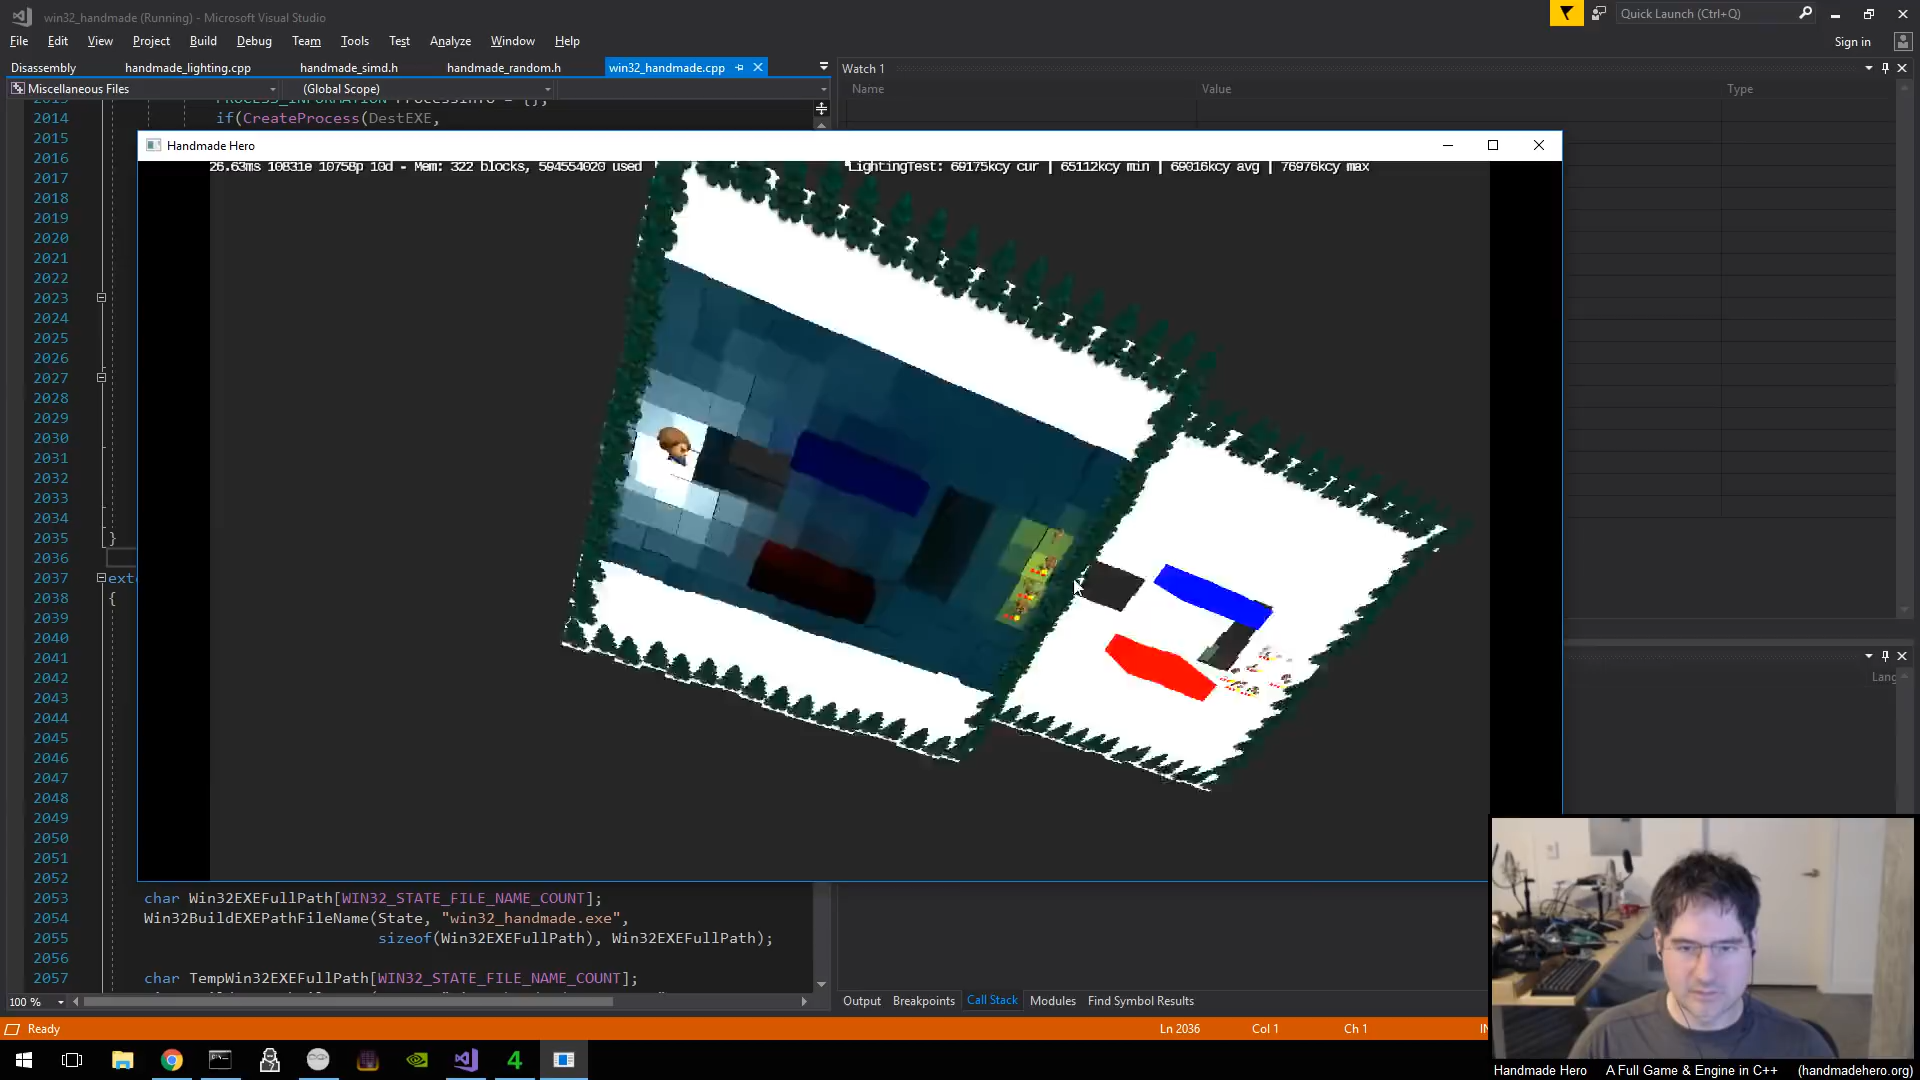 win32_handmade (Running) - Microsoft Visual Studio
Quick Launch (Ctrl+Q)
File Edit View Project Build Debug Team Tools Test Analyze Window Help
Sign in
Disassembly handmade_lighting.cpp handmade_simd.h handmade_random.h win32_handmade.cpp
Watch 1
Miscellaneous Files (Global Scope)
Name Value Type
PROCESS_INFORMATION ProcessInfo = {};
2014 if(CreateProcess(DestEXE,
2015
Handmade Hero
2016
26.63ms 10831e 10758p 10d - Mem: 322 blocks, 594554020 used
LightingTest: 69175kcy cur | 65112kcy min | 69016kcy avg | 76976kcy max
2017
2018
2019
2020
2021
2022
2023
2024
2025
2026
2027
2028
2029
2030
2031
2032
2033
2034
2035 }
2036
2037 exte
2038 {
2039
2040
2041
2042
2043
2044
2045
2046
2047
2048
2049
2050
2051
2052
2053 char Win32EXEFullPath[WIN32_STATE_FILE_NAME_COUNT];
2054 Win32BuildEXEPathFileName(State, "win32_handmade.exe",
2055 sizeof(Win32EXEFullPath), Win32EXEFullPath);
2056
2057 char TempWin32EXEFullPath[WIN32_STATE_FILE_NAME_COUNT];
Lang
100 %
Output Breakpoints Call Stack Modules Find Symbol Results
Ready Ln 2036 Col 1 Ch 1 IN
Handmade Hero A Full Game & Engine in C++ (handmadehero.org)